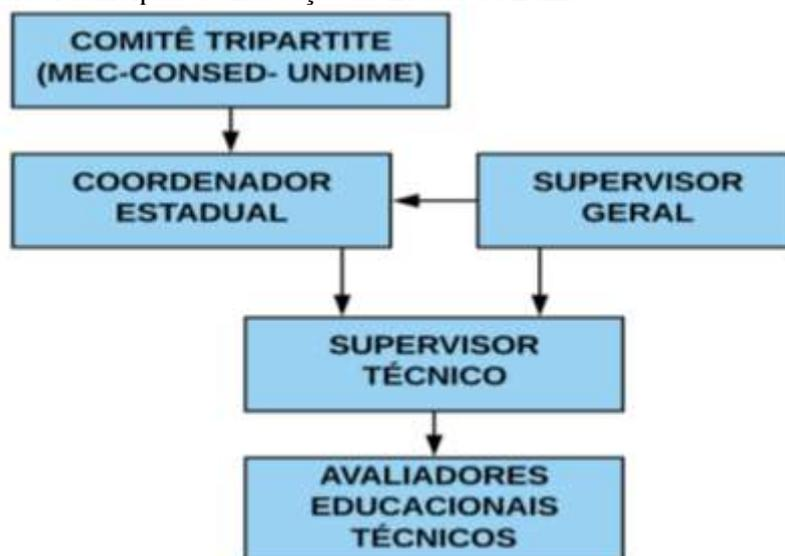 COMITÊ TRIPARTITE
(MEC-CONSED- UNDIME)
COORDENADOR
ESTADUAL
SUPERVISOR
GERAL
SUPERVISOR
TÉCNICO
AVALIADORES
EDUCACIONAIS
TÉCNICOS